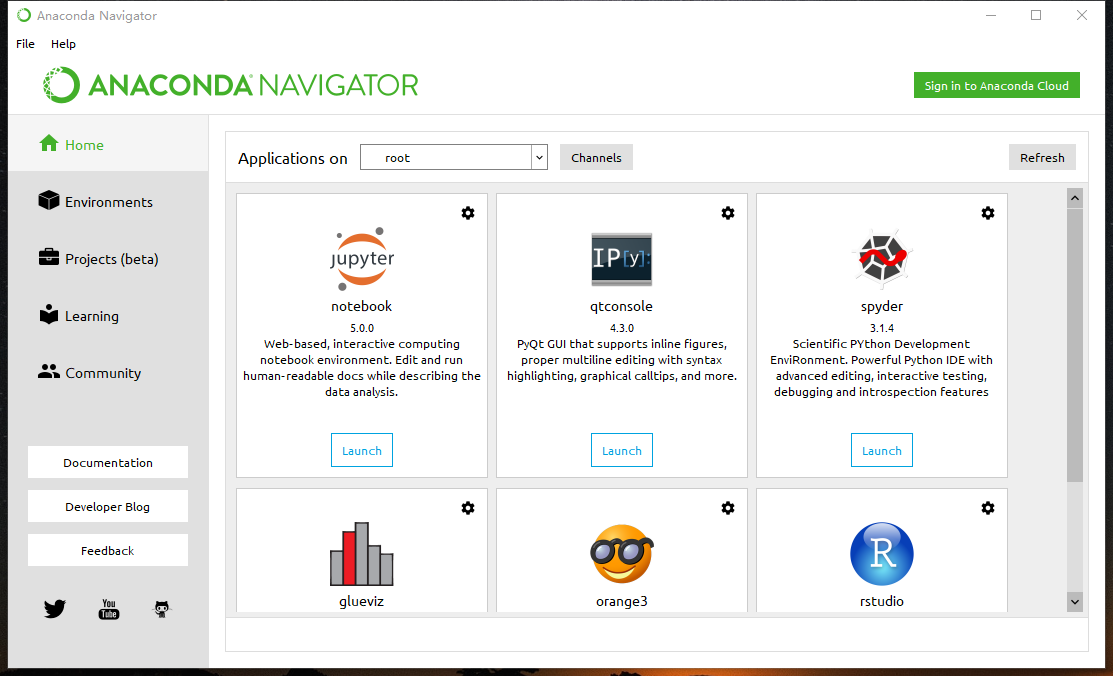 Anaconda Navigator
File Help
ANACONDA NAVIGATOR
Sign in to Anaconda Cloud
Home
Environments
Projects (beta)
Learning
Community
Documentation
Developer Blog
Feedback
You
Tube
Applications on root Channels Refresh
jupyter
notebook
5.0.0
Web-based, interactive computing
notebook environment. Edit and run
human-readable docs while describing the
data analysis.
Launch
IP[y]:
qtconsole
4.3.0
PyQt GUI that supports inline figures,
proper multiline editing with syntax
highlighting, graphical calltips, and more.
Launch
spyder
3.1.4
Scientific PYthon Development
EnviRonment. Powerful Python IDE with
advanced editing, interactive testing,
debugging and introspection features
Launch
glueviz
orange3
R
rstudio